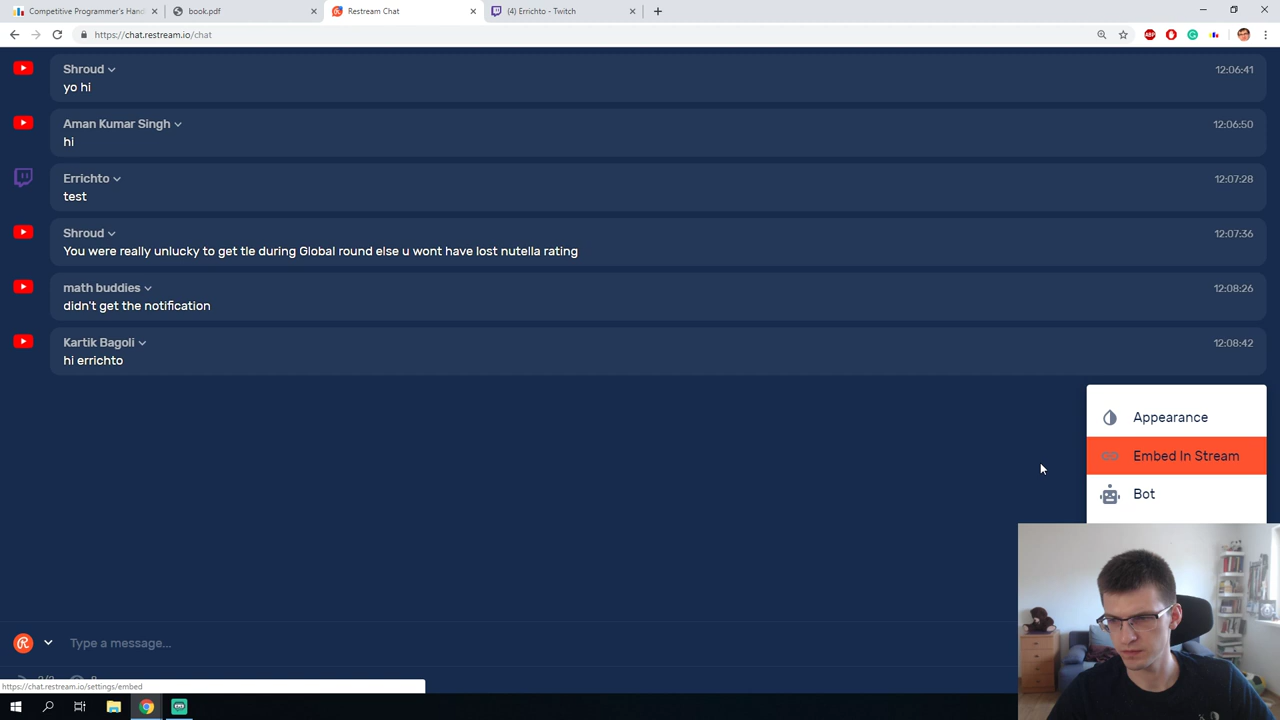 Competitive Programmer's Hand
book.pdf
Restream Chat
(4) Errichto - Twitch
https://chat.restream.io/chat
Shroud
12:06:41
yo hi
Aman Kumar Singh
12:06:50
hi
Errichto
12:07:28
test
Shroud
12:07:36
You were really unlucky to get tle during Global round else u wont have lost nutella rating
math buddies
12:08:26
didn't get the notification
Kartik Bagoli
12:08:42
hi errichto
Appearance
Embed In Stream
Bot
Type a message...
https://chat.restream.io/settings/embed